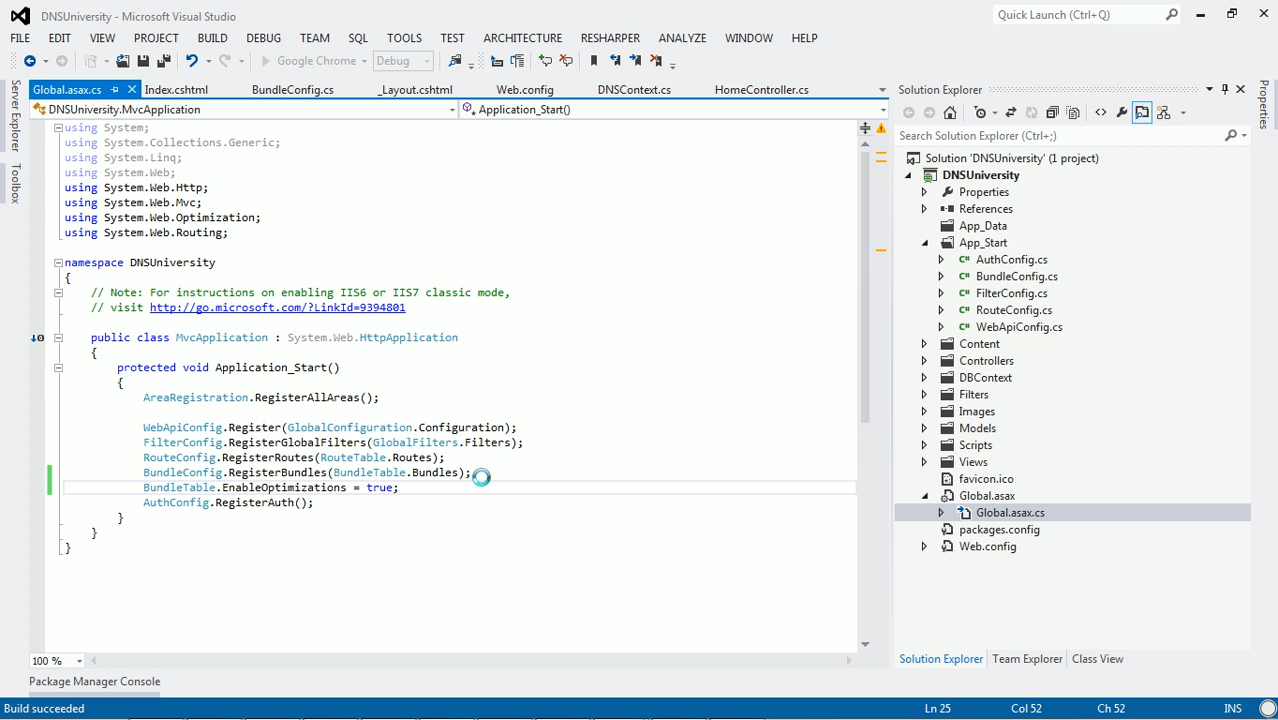 DNSUniversity - Microsoft Visual Studio
Quick Launch (Ctrl+Q)
FILE EDIT VIEW PROJECT BUILD DEBUG TEAM SQL TOOLS TEST ARCHITECTURE RESHARPER ANALYZE WINDOW HELP
Google Chrome Debug
Server Explorer
Toolbox
Global.asax.cs Index.cshtml BundleConfig.cs _Layout.cshtml Web.config DNSContext.cs HomeController.cs
DNSUniversity.MvcApplication Application_Start()
using System;
using System.Collections.Generic;
using System.Linq;
using System.Web;
using System.Web.Http;
using System.Web.Mvc;
using System.Web.Optimization;
using System.Web.Routing;
namespace DNSUniversity
{
// Note: For instructions on enabling IIS6 or IIS7 classic mode,
// visit http://go.microsoft.com/?LinkId=9394801
public class MvcApplication : System.Web.HttpApplication
{
protected void Application_Start()
{
AreaRegistration.RegisterAllAreas();
WebApiConfig.Register(GlobalConfiguration.Configuration);
FilterConfig.RegisterGlobalFilters(GlobalFilters.Filters);
RouteConfig.RegisterRoutes(RouteTable.Routes);
BundleConfig.RegisterBundles(BundleTable.Bundles);
BundleTable.EnableOptimizations = true;
AuthConfig.RegisterAuth();
}
}
}
100 %
Package Manager Console
Solution Explorer
Search Solution Explorer (Ctrl+;)
Solution 'DNSUniversity' (1 project)
DNSUniversity
Properties
References
App_Data
App_Start
C# AuthConfig.cs
C# BundleConfig.cs
C# FilterConfig.cs
C# RouteConfig.cs
C# WebApiConfig.cs
Content
Controllers
DBContext
Filters
Images
Models
Scripts
Views
favicon.ico
Global.asax
Global.asax.cs
packages.config
Web.config
Solution Explorer Team Explorer Class View
Properties
Build succeeded Ln 25 Col 52 Ch 52 INS